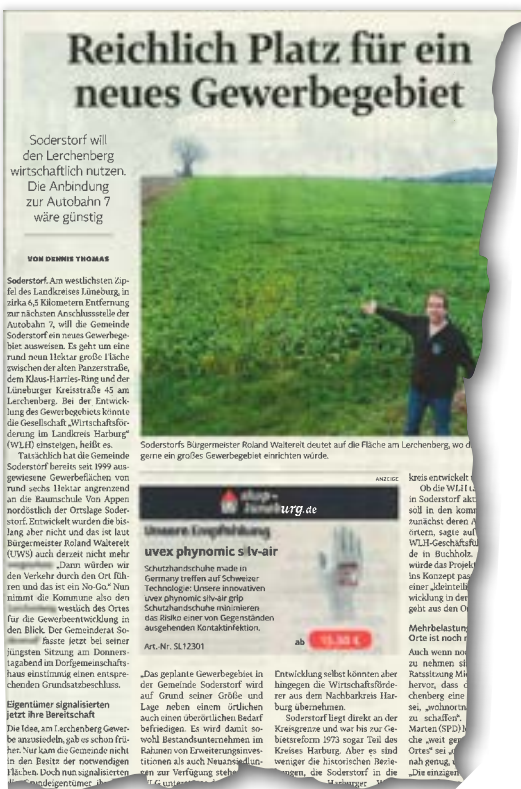 Reichlich Platz für ein
neues Gewerbegebiet
Soderstorf will
den Lerchenberg
wirtschaftlich nutzen.
Die Anbindung
zur Autobahn 7
wäre günstig
VON DENNIS THOMAS
Soderstorf. Am westlichsten Zip-
fel des Landkreises Lüneburg, in
zirka 6,5 Kilometern Entfernung
zur nächsten Anschlussstelle der
Autobahn 7, will die Gemeinde
Soderstorf ein neues Gewerbege-
biet ausweisen. Es geht um eine
rund neun Hektar große Fläche
zwischen der alten Panzerstraße,
dem Klaus-Harries-Ring und der
Lüneburger Kreisstraße 45 am
Lerchenberg. Bei der Entwick-
lung des Gewerbegebiets könnte
die Gesellschaft „Wirtschaftsför-
derung im Landkreis Harburg“
(WLH) einsteigen, heißt es.
Tatsächlich hat die Gemeinde
Soderstorf bereits seit 1999 aus-
gewiesene Gewerbeflächen von
rund sechs Hektar angrenzend
an die Baumschule Von Appen
nordöstlich der Ortslage Soder-
storf. Entwickelt wurden die bis-
lang aber nicht und das ist laut
Bürgermeister Roland Waltereit
(UWS) auch derzeit nicht mehr
„Dann würden wir
den Verkehr durch den Ort füh-
ren und das ist ein No-Go.“ Nun
nimmt die Kommune also den
westlich des Ortes
für die Gewerbeentwicklung in
den Blick. Der Gemeinderat So-
fasste jetzt bei seiner
jüngsten Sitzung am Donners-
tagabend im Dorfgemeinschafts-
haus einstimmig einen entspre-
chenden Grundsatzbeschluss.
Eigentümer signalisierten
jetzt ihre Bereitschaft
Die Idee, am Lerchenberg Gewer-
be anzusiedeln, gab es schon frü-
her. Nur kam die Gemeinde nicht
in den Besitz der notwendigen
Flächen. Doch nun signalisierten
Grundeigentümer
Soderstorfs Bürgermeister Roland Waltereit deutet auf die Fläche am Lerchenberg, wo d
gerne ein großes Gewerbegebiet einrichten würde.
ANZEIGE
urg.de
Unsere Empfehlung
uvex phynomic silv-air
Schutzhandschuhe made in
Germany treffen auf Schweizer
Technologie: Unsere innovativen
uvex phynomic silv-air grip
Schutzhandschuhe minimieren
das Risiko einer von Gegenständen
ausgehenden Kontaktinfektion.
Art.-Nr. SL12301
ab
„Das geplante Gewerbegebiet in
der Gemeinde Soderstorf wird
auf Grund seiner Größe und
Lage neben einem örtlichen
auch einen überörtlichen Bedarf
befriedigen. Es wird damit so-
wohl Bestandsunternehmen im
Rahmen von Erweiterungsinves-
titionen als auch Neuansiedlun-
gen zur Verfügung
Entwicklung selbst könnten aber
hingegen die Wirtschaftsförde-
rer aus dem Nachbarkreis Har-
burg übernehmen.
Soderstorf liegt direkt an der
Kreisgrenze und war bis zur Ge-
bietsreform 1973 sogar Teil des
Kreises Harburg. Aber es sind
weniger die historischen Bezie-
die Soderstorf in die
Harburger
kreis entwickelt
Ob die WLH
in Soderstorf akt
soll in den kom
zunächst deren A
örtern, sagte auf
WLH-Geschäftsfü
de in Buchholz.
würde das Projek
ins Konzept pas
einer „kleinteili
wicklung in der
geht aus den O
Mehrbelastung
Orte ist noch
Auch wenn noc
zu nehmen si
Ratssitzung Mic
hervor, dass
chenberg eine
sei, „wohnortn
zu schaffen“.
Marten (SPD)
che „weit gen
Ortes“ sei
nah genug, u
„Die einzigen